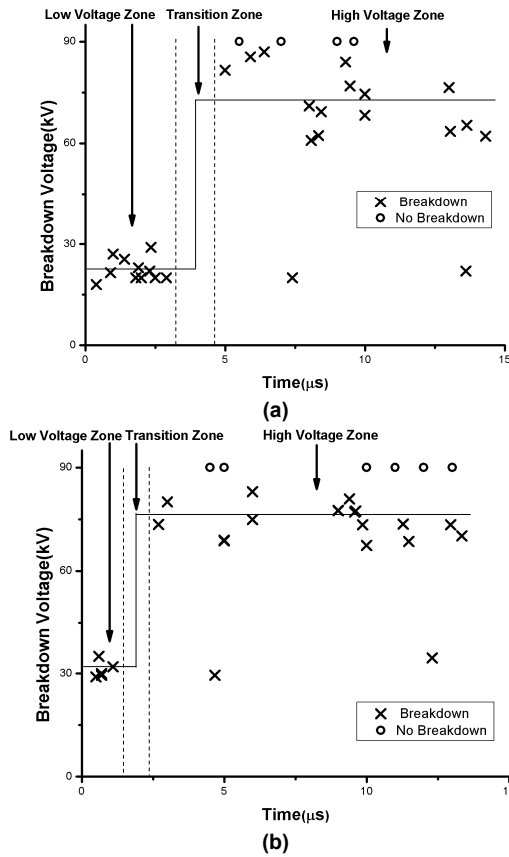 Low Voltage Zone
Transition Zone
High Voltage Zone
90
60
30
0
Breakdown Voltage(kV)
Breakdown
No Breakdown
0
5
10
15
Time(μs)
(a)
Low Voltage Zone
Transition Zone
High Voltage Zone
90
60
30
0
Breakdown Voltage(kV)
Breakdown
No Breakdown
0
5
10
Time(μs)
(b)